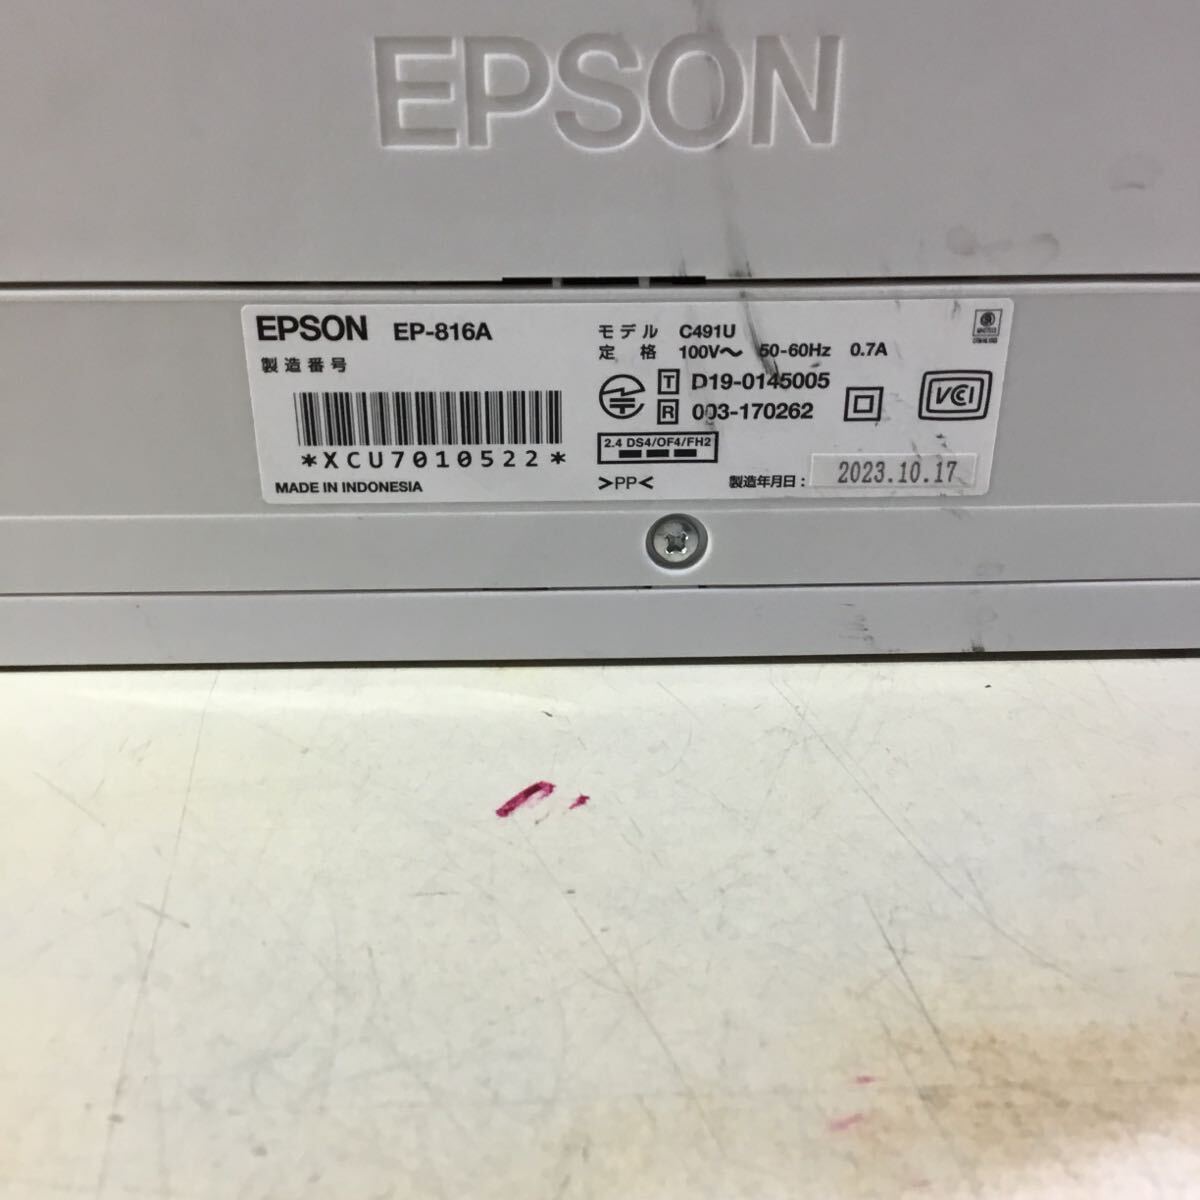 EPSON
EPSON EP-816A
製造番号
*XCU7010522*
MADE IN INDONESIA
モデル C491U
定格 100V～ 50-60Hz 0.7A
T D19-0145005
R 003-170262
2.4 DS4/OF4/FH2
>PP<
製造年月日: 2023.10.17
VCI